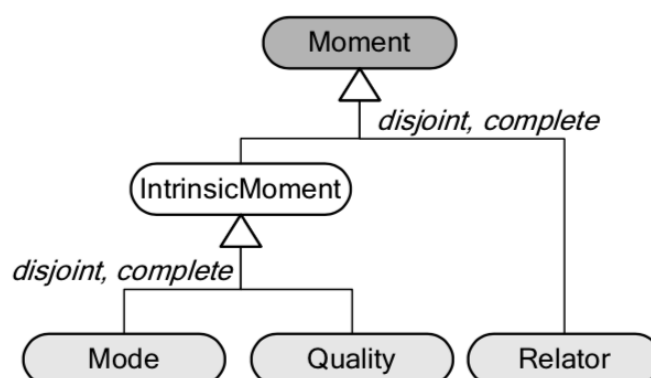 Moment
disjoint, complete
IntrinsicMoment
disjoint, complete
Mode
Quality
Relator